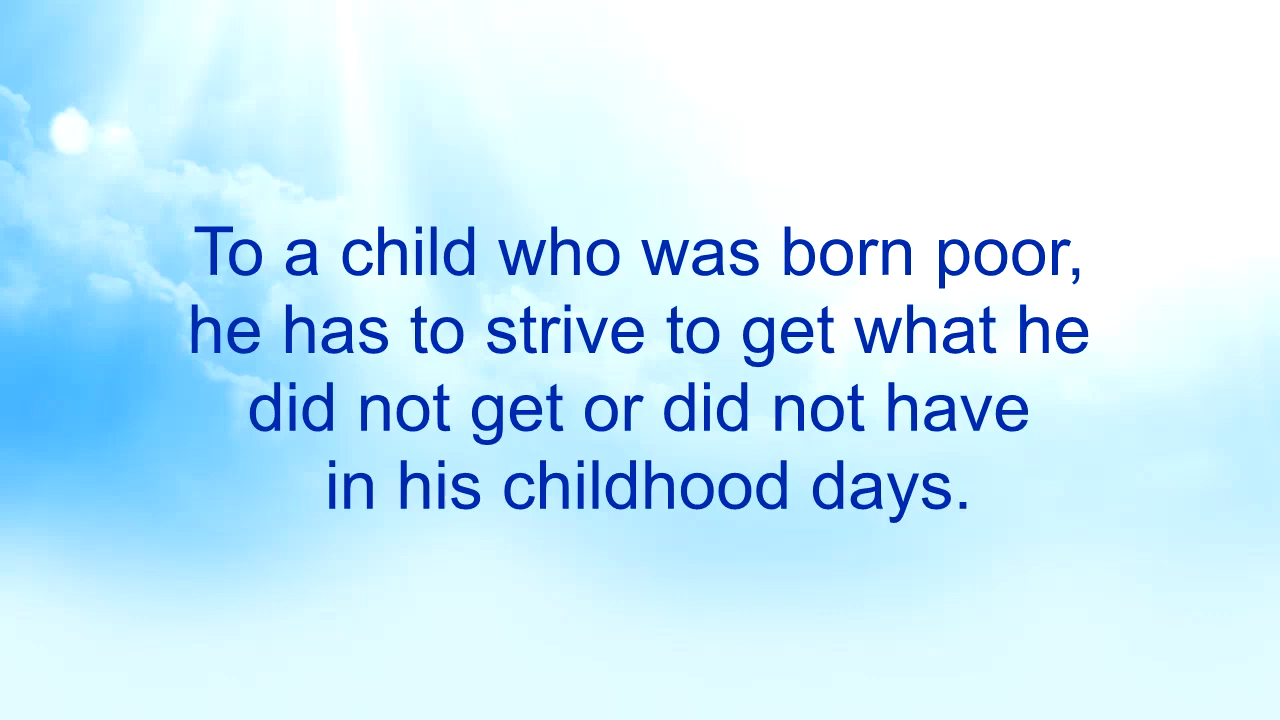 To a child who was born poor,
he has to strive to get what he
did not get or did not have
in his childhood days.